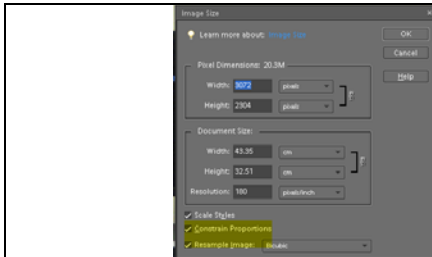 Image Size
Learn more about: Image Size
OK
Cancel
Help
Pixel Dimensions: 20.3M
Width: 3072 pixels
Height: 2304 pixels
Document Size:
Width: 43.35 cm
Height: 32.51 cm
Resolution: 180 pixels/inch
Scale Styles
Constrain Proportions
Resample Image: Bicubic